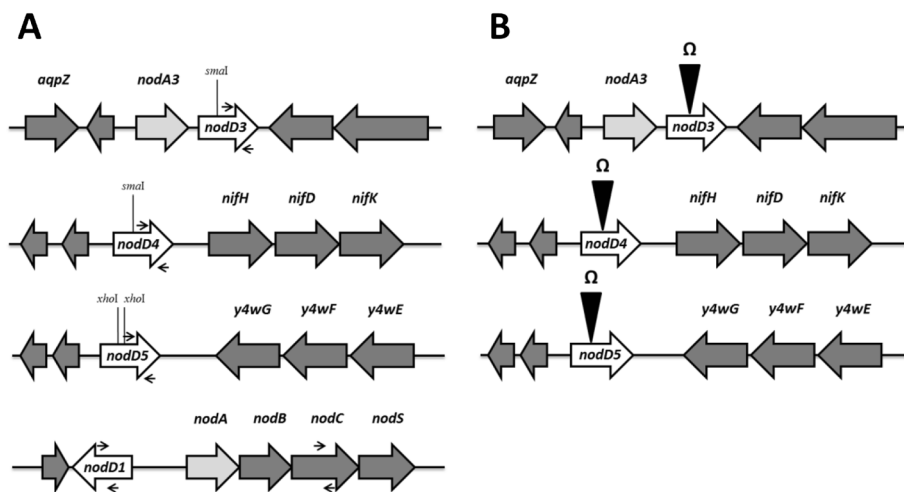 A
aqpZ nodA3 smaI
nodD3
smaI nifH nifD nifK
nodD4
xhoI xhoI y4wG y4wF y4wE
nodD5
nodA nodB nodC nodS
nodD1
B
Ω
aqpZ nodA3
nodD3
Ω
nifH nifD nifK
nodD4
Ω
y4wG y4wF y4wE
nodD5